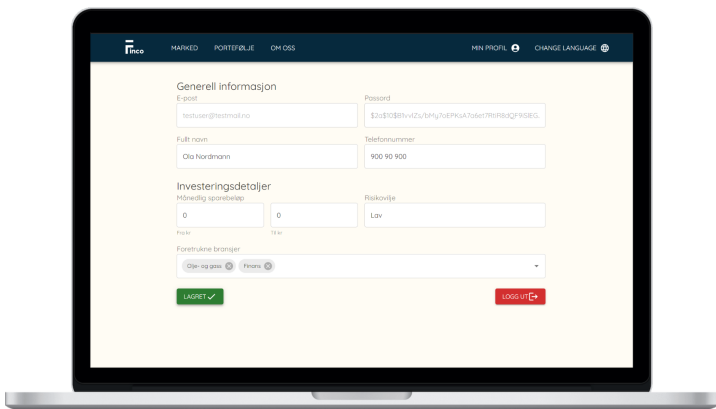 Finco
MARKED PORTEFØLJE OM OSS MIN PROFIL CHANGE LANGUAGE
Generell informasjon
E-post Passord
testuser@testmail.no
Fullt navn Telefonnummer
Ola Nordmann 900 90 900
Investeringsdetaljer
Månedlig sparebeløp Risikovilje
0 0 Lav
Fra kr Til kr
Foretrukne bransjer
Olje- og gass Finans
LAGRET LOGG UT